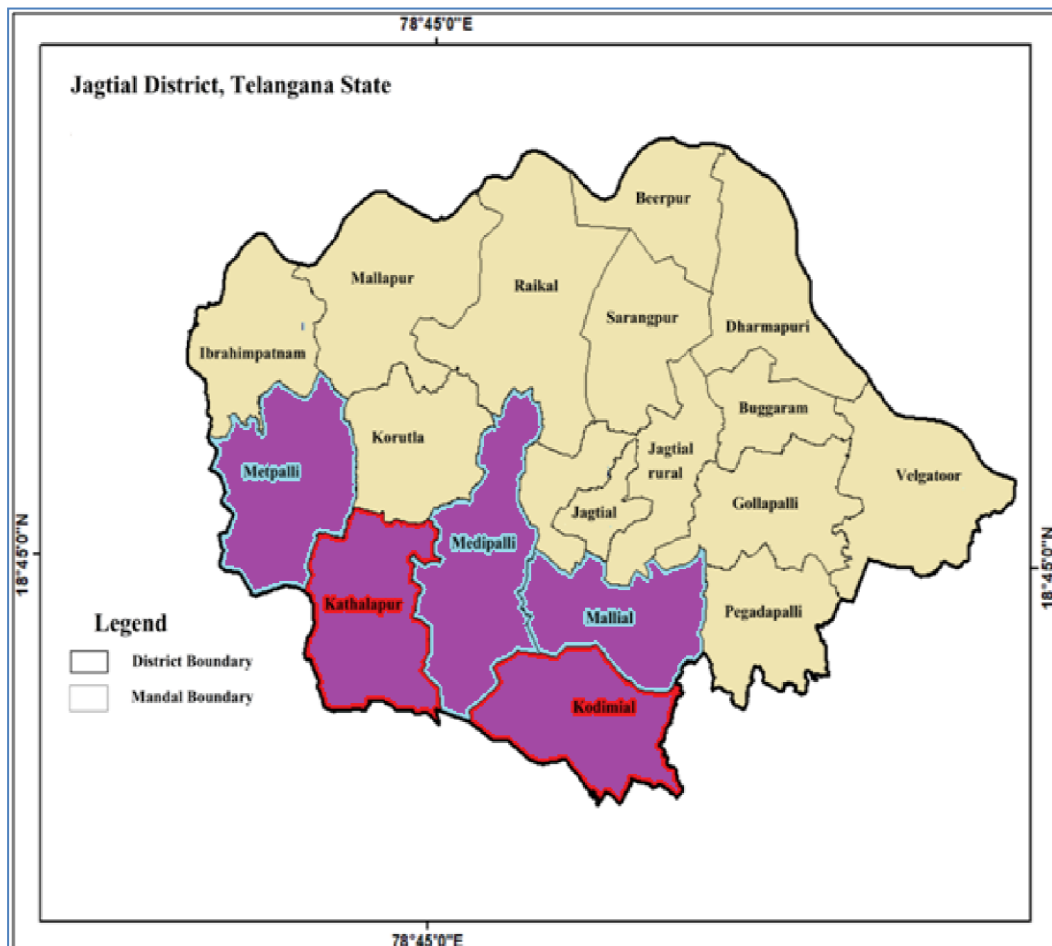 78°45'0"E
Jagtial District, Telangana State
Beerpur
Mallapur
Raikal
Sarangpur
Dharmapuri
Ibrahimpatnam
Buggaram
Korutla
Jagtial
rural
Metpalli
Velgatoor
Gollapalli
Jagtial
Medipalli
18°45'0"N
18°45'0"N
Kathalapur
Mallial
Pegadapalli
Legend
District Boundary
Mandal Boundary
Kodimial
78°45'0"E